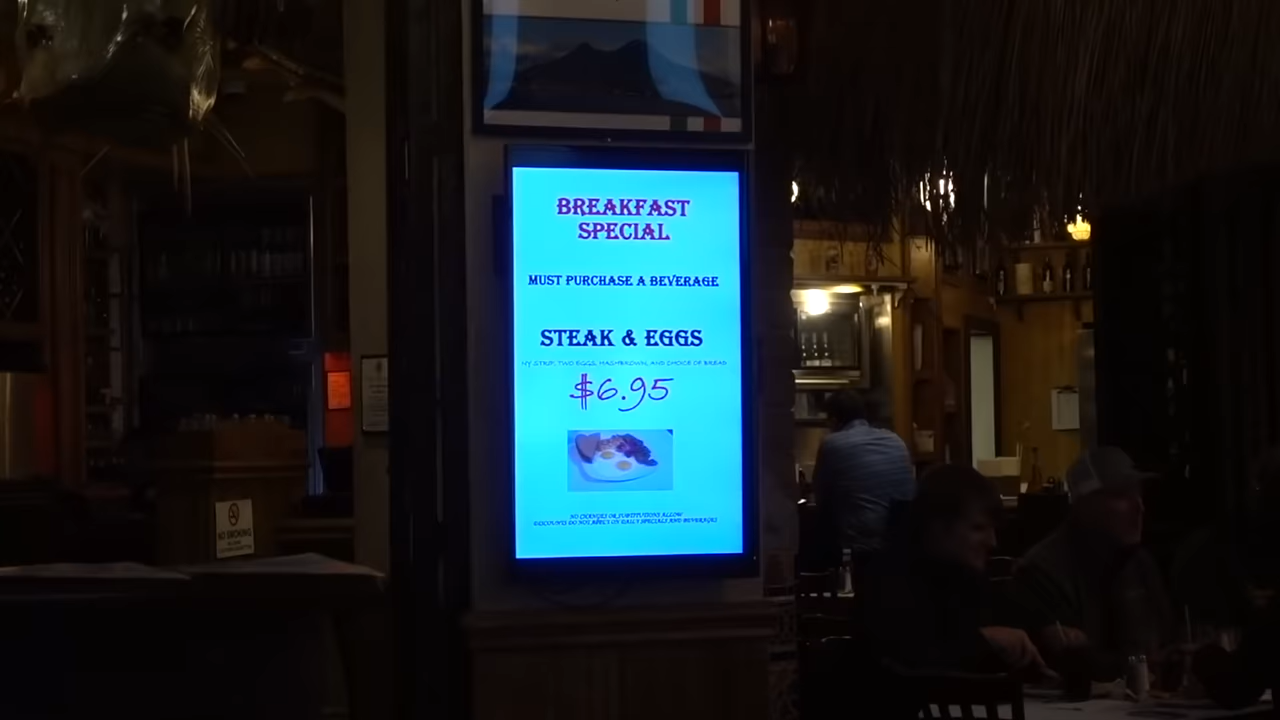 BREAKFAST
SPECIAL
MUST PURCHASE A BEVERAGE
STEAK & EGGS
NY STRIP, TWO EGGS, HASHBROWN, AND CHOICE OF BREAD
$6.95
NO CHANGES OR SUBTITUTIONS ALLOW
DISCOUNTS DO NOT APPLY ON DAILY SPECIALS AND BEVERAGES
NO SMOKING